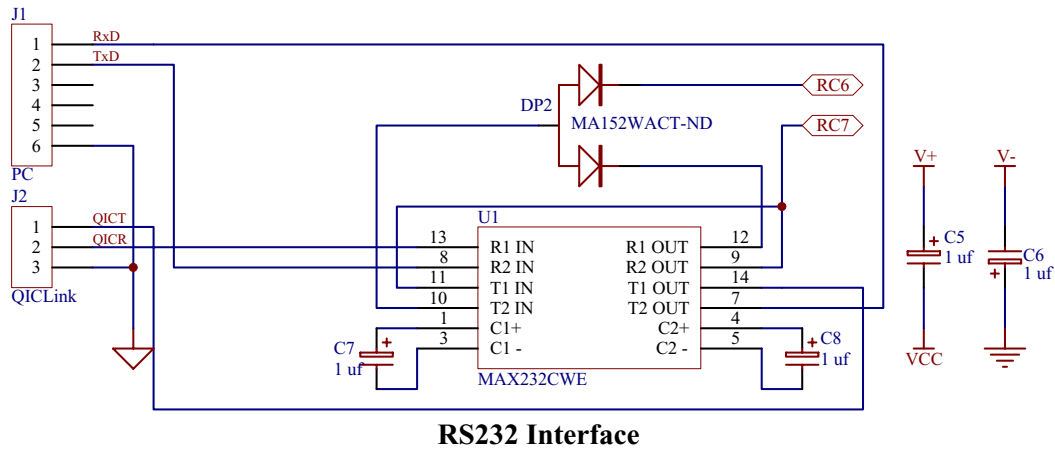 J1
1 RxD
2 TxD
3
4
5
6
PC
J2
1 QICT
2 QICR
3
QICLink
DP2
MA152WACT-ND
RC6
RC7
U1
13 R1 IN R1 OUT 12
8 R2 IN R2 OUT 9
11 T1 IN T1 OUT 14
10 T2 IN T2 OUT 7
1 C1+ C2+ 4
3 C1 - C2 - 5
MAX232CWE
C7 +
1 uf
C8 +
1 uf
V+
+ C5
1 uf
VCC
V-
C6
+ 1 uf
RS232 Interface